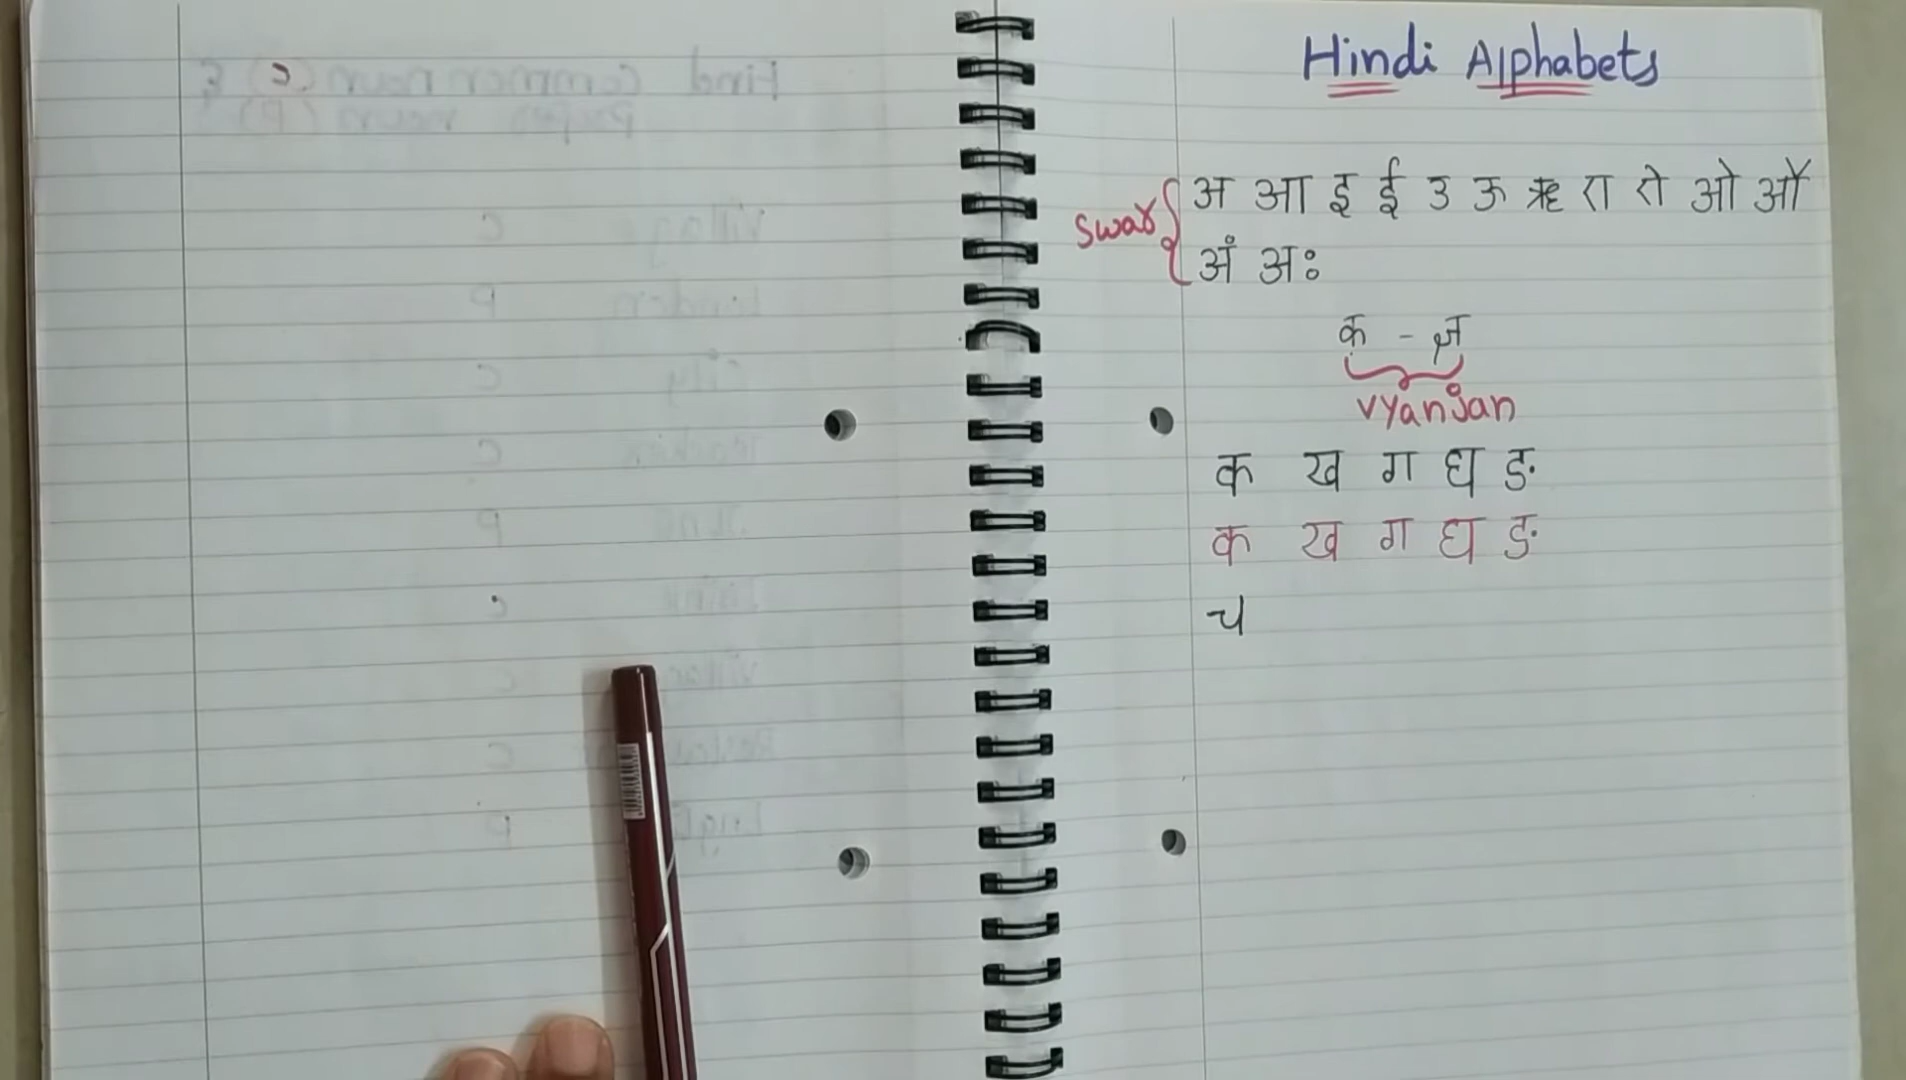 Hindi Alphabets
swar { अ आ इ ई उ ऊ ऋ ए ऐ ओ औ
अं अः
क - ज्ञ
vyanjan
क ख ग घ ङ
क ख ग घ ङ
च